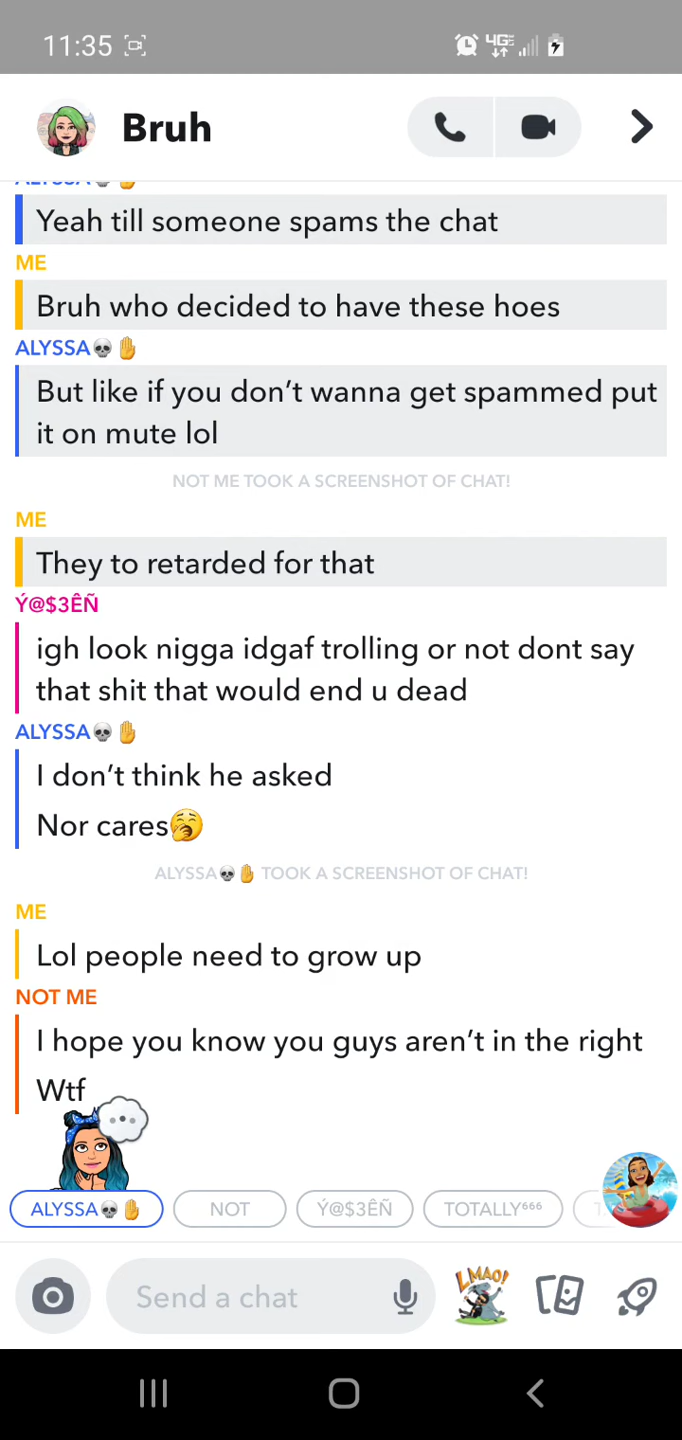 11:35
4GE
Bruh
ALYSSA💀✋
Yeah till someone spams the chat
ME
Bruh who decided to have these hoes
ALYSSA💀✋
But like if you don't wanna get spammed put
it on mute lol
NOT ME TOOK A SCREENSHOT OF CHAT!
ME
They to retarded for that
Ý@$3ÊÑ
igh look nigga idgaf trolling or not dont say
that shit that would end u dead
ALYSSA💀✋
I don't think he asked
Nor cares🥱
ALYSSA💀✋ TOOK A SCREENSHOT OF CHAT!
ME
Lol people need to grow up
NOT ME
I hope you know you guys aren't in the right
Wtf
ALYSSA💀✋ NOT Ý@$3ÊÑ TOTALLY⁶⁶⁶
Send a chat LMAO!